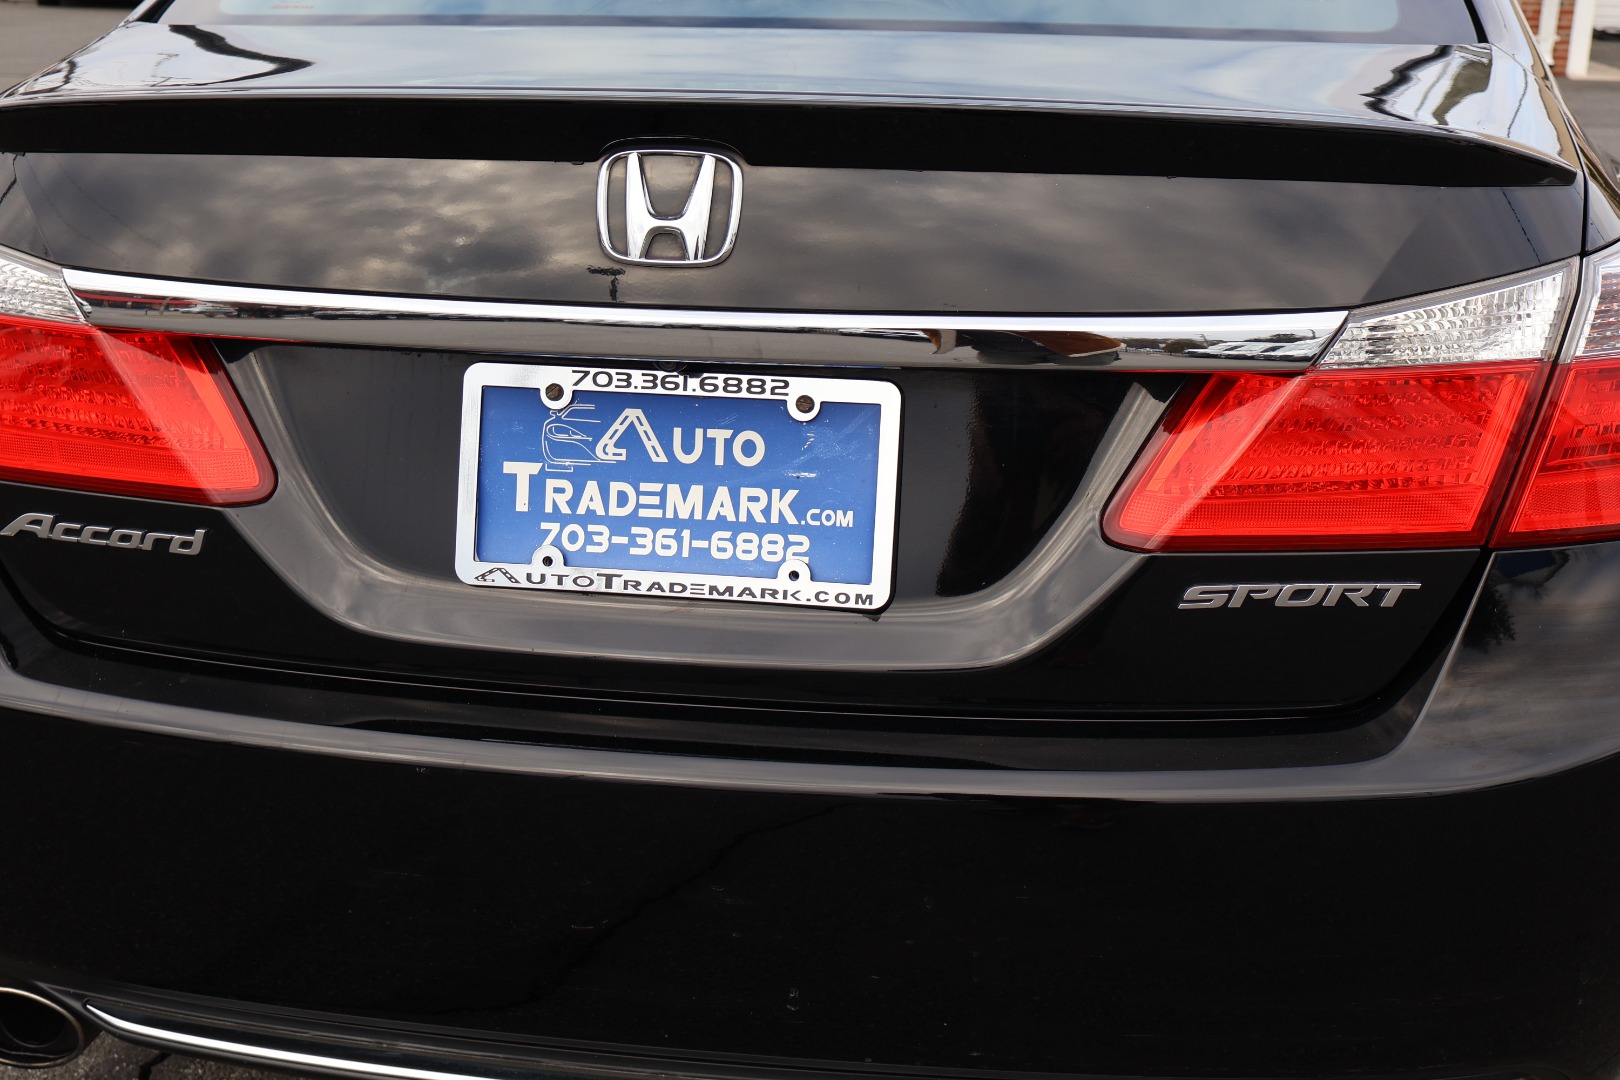 703.361.6882
AUTO
TRADEMARK.COM
703-361-6882
AUTOTRADEMARK.COM
Accord
SPORT